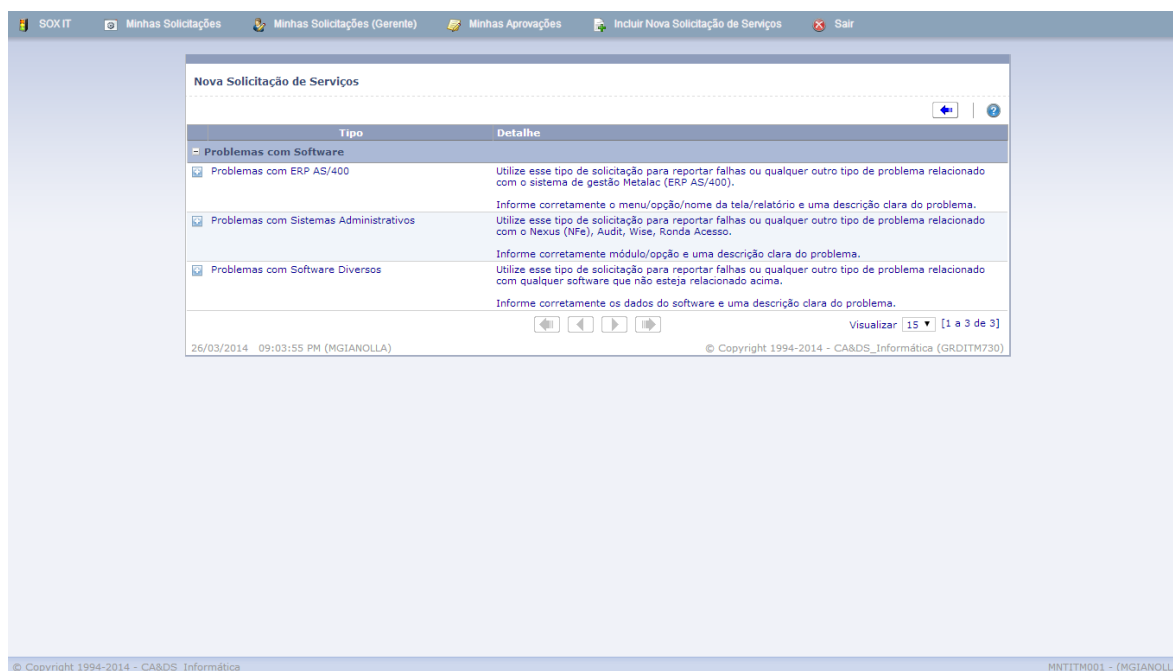 SOX IT Minhas Solicitações Minhas Solicitações (Gerente) Minhas Aprovações Incluir Nova Solicitação de Serviços Sair
Nova Solicitação de Serviços
Tipo Detalhe
Problemas com Software
Problemas com ERP AS/400
Utilize esse tipo de solicitação para reportar falhas ou qualquer outro tipo de problema relacionado
com o sistema de gestão Metalac (ERP AS/400).
Informe corretamente o menu/opção/nome da tela/relatório e uma descrição clara do problema.
Problemas com Sistemas Administrativos
Utilize esse tipo de solicitação para reportar falhas ou qualquer outro tipo de problema relacionado
com o Nexus (NFe), Audit, Wise, Ronda Acesso.
Informe corretamente módulo/opção e uma descrição clara do problema.
Problemas com Software Diversos
Utilize esse tipo de solicitação para reportar falhas ou qualquer outro tipo de problema relacionado
com qualquer software que não esteja relacionado acima.
Informe corretamente os dados do software e uma descrição clara do problema.
Visualizar 15 [1 a 3 de 3]
26/03/2014 09:03:55 PM (MGIANOLLA) © Copyright 1994-2014 - CA&DS_Informática (GRDITM730)
© Copyright 1994-2014 - CA&DS_Informática MNTITM001 - (MGIANOLL